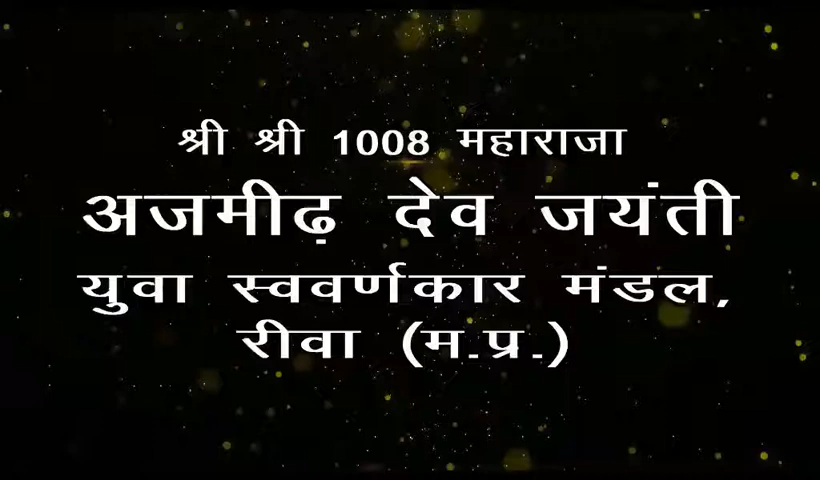 श्री श्री 1008 महाराजा
अजमीढ़ देव जयंती
युवा स्ववर्णकार मंडल,
रीवा (म.प्र.)